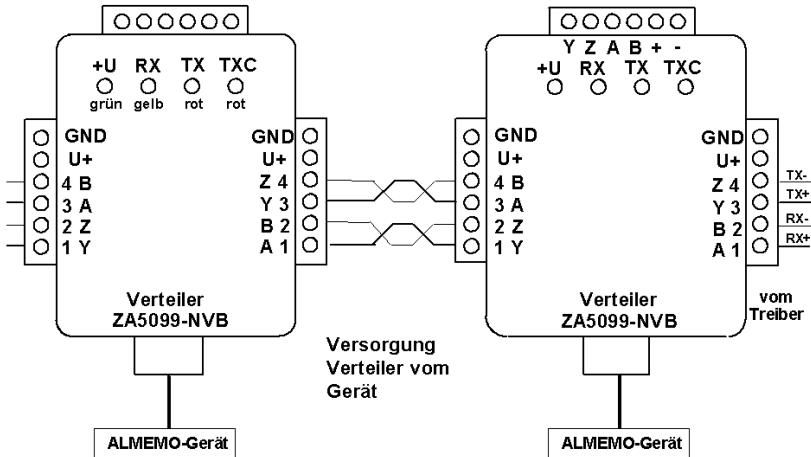 +U RX TX TXC
grün gelb rot rot
GND
U+
4 B
3 A
2 Z
1 Y
GND
U+
Z 4
Y 3
B 2
A 1
Verteiler
ZA5099-NVB
ALMEMO-Gerät
Versorgung
Verteiler vom
Gerät
Y Z A B + -
+U RX TX TXC
GND
U+
4 B
3 A
2 Z
1 Y
GND
U+
Z 4
Y 3
B 2
A 1
TX-
TX+
RX-
RX+
vom
Treiber
Verteiler
ZA5099-NVB
ALMEMO-Gerät